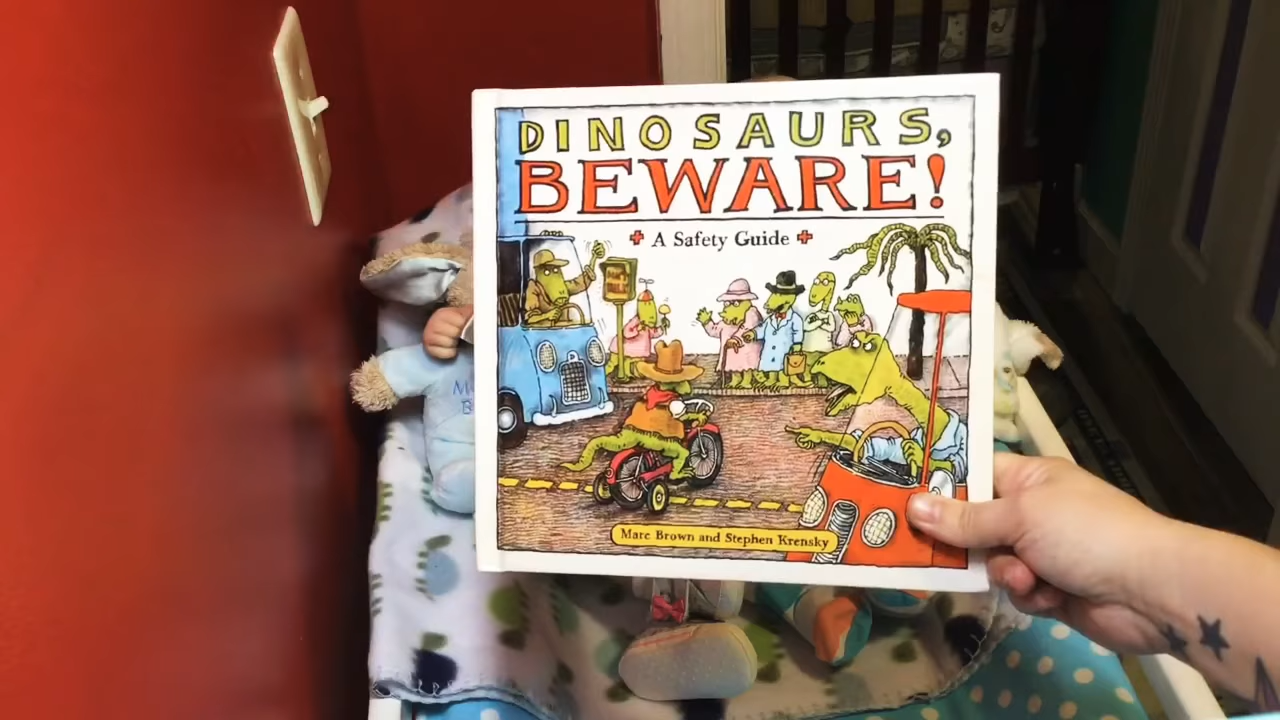 DINOSAURS,
BEWARE!
A Safety Guide
Marc Brown and Stephen Krensky